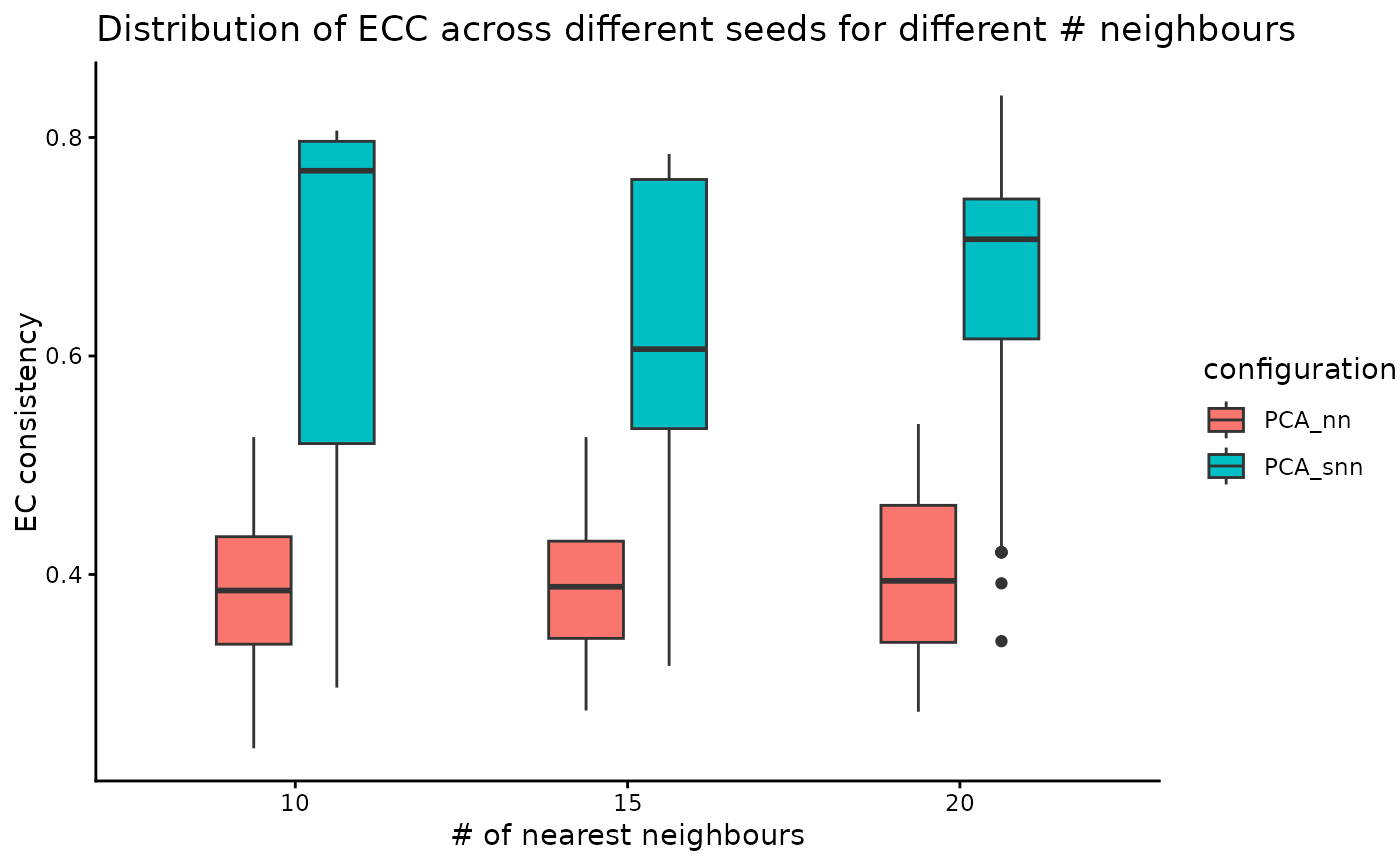 Distribution of ECC across different seeds for different # neighbours
EC consistency
0.8
0.6
0.4
10
15
20
# of nearest neighbours
configuration
PCA_nn
PCA_snn